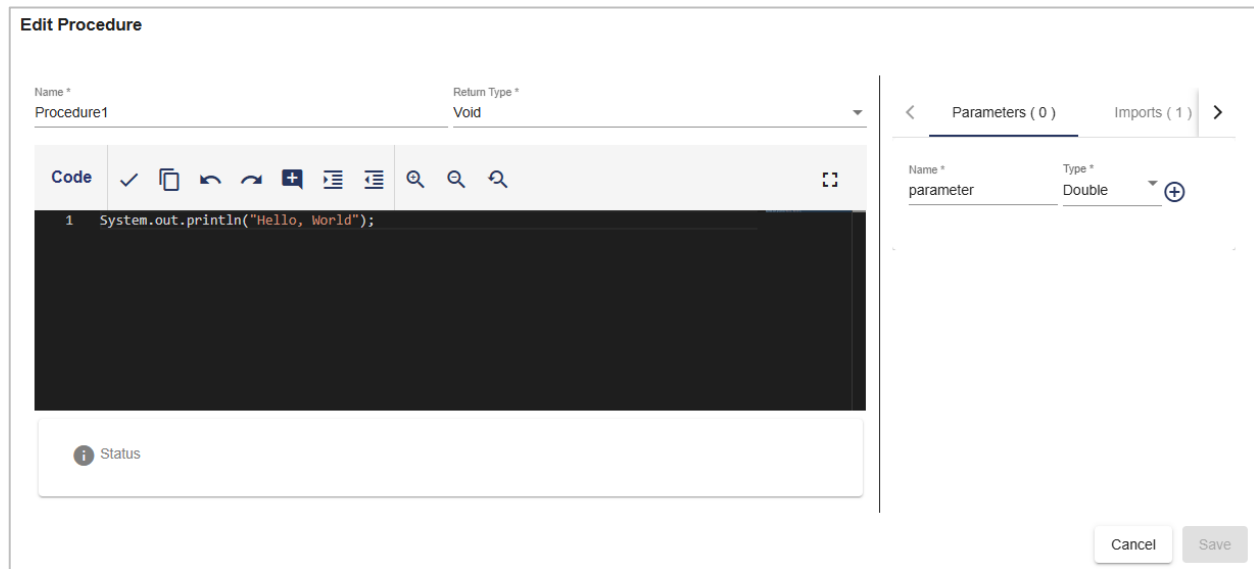 Edit Procedure
Name * Return Type *
Procedure1 Void
Parameters ( 0 ) Imports ( 1 )
Code
Name * Type *
parameter Double
1 System.out.println("Hello, World");
Status
Cancel Save